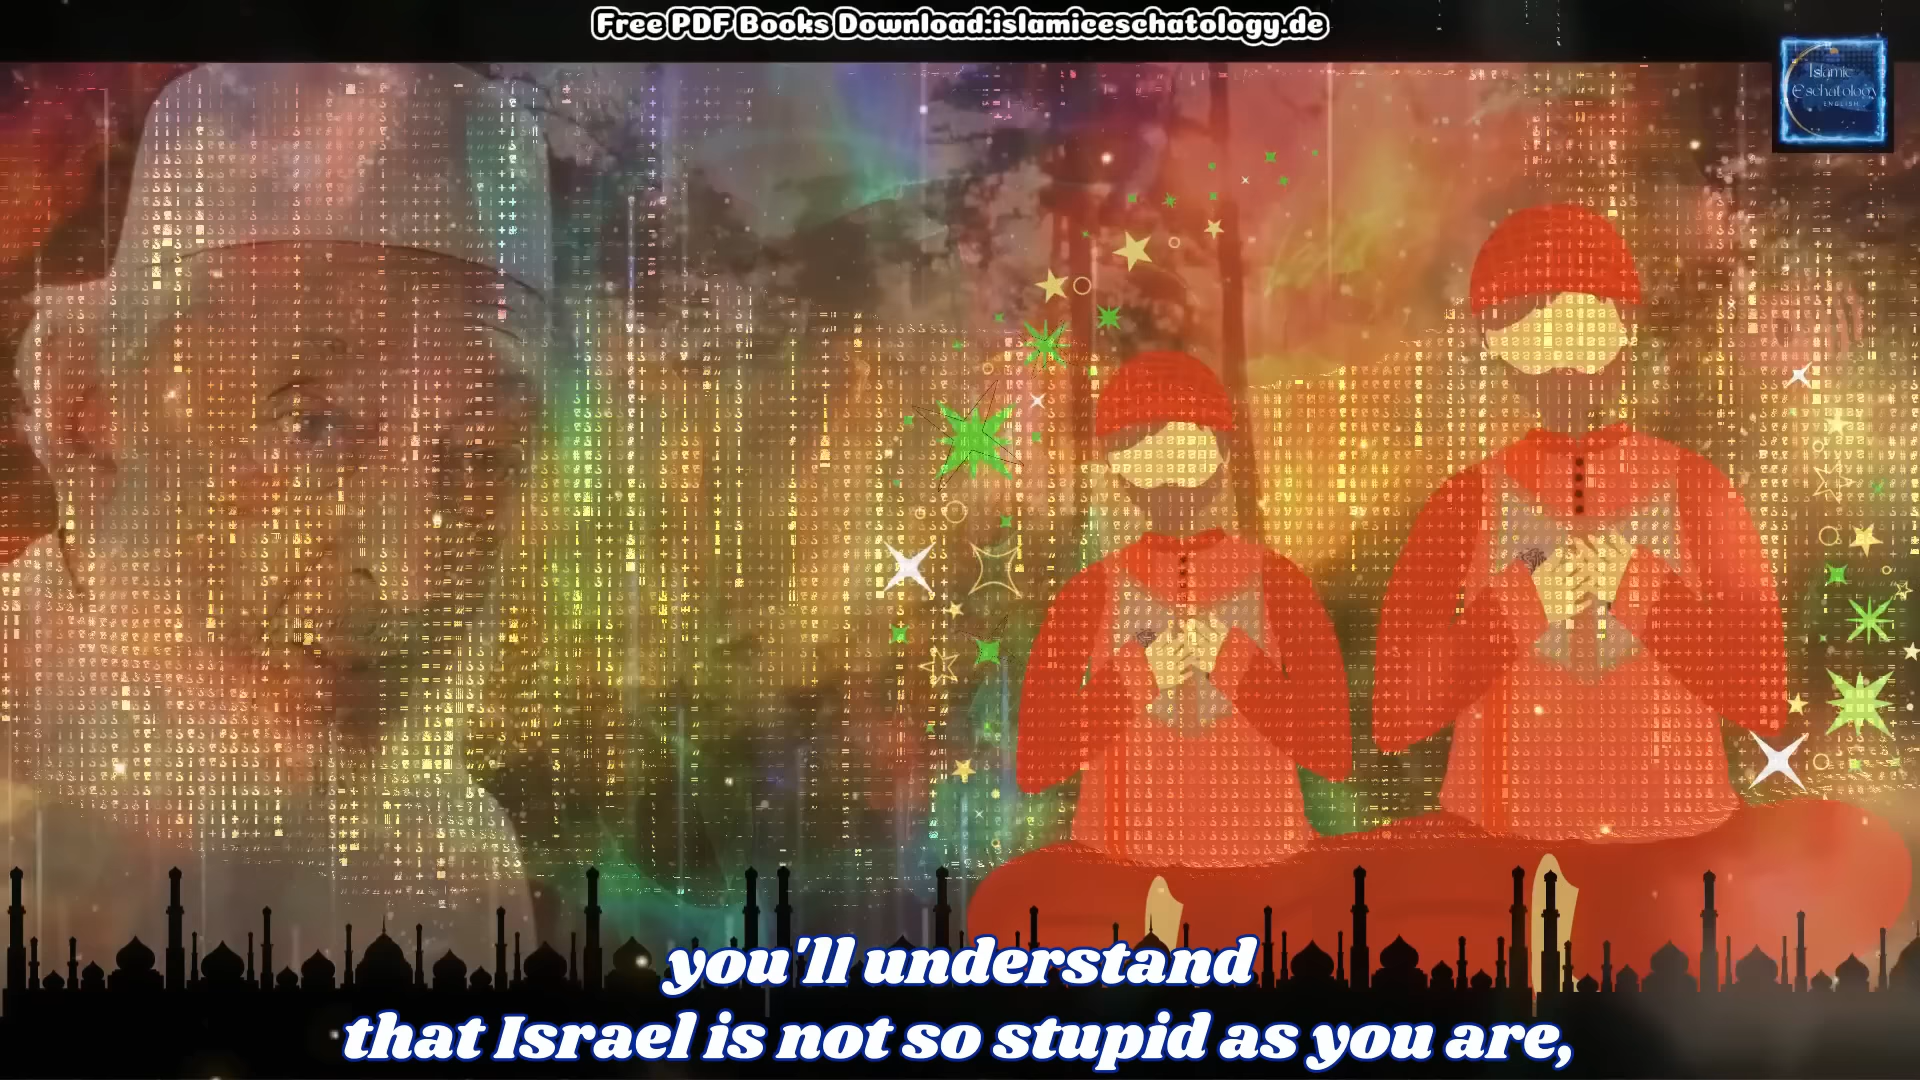 Free PDF Books Download:islamiceschatology.de
Islamic
Eschatology
ENGLISH
you'll understand
that Israel is not so stupid as you are,